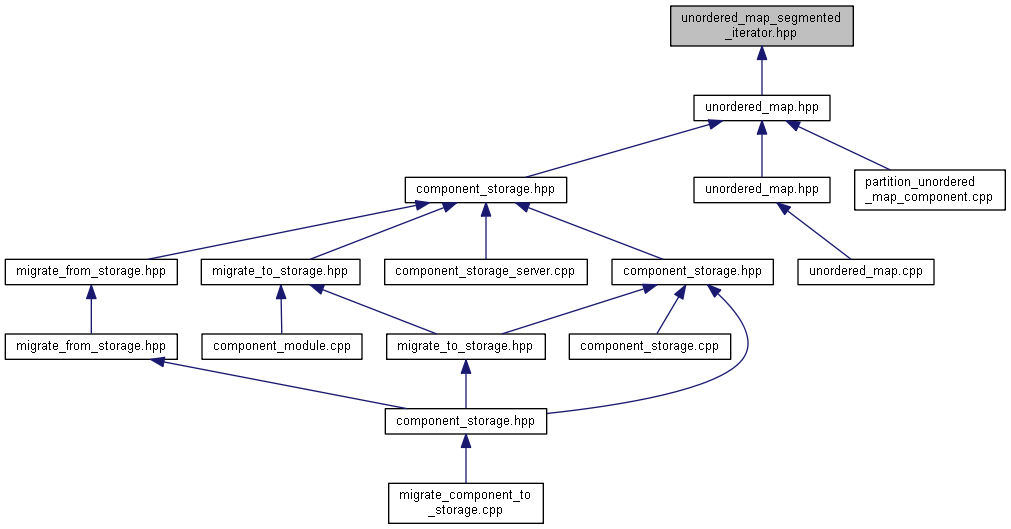 unordered_map_segmented
_iterator.hpp
unordered_map.hpp
component_storage.hpp
unordered_map.hpp
partition_unordered
_map_component.cpp
migrate_from_storage.hpp
migrate_to_storage.hpp
component_storage_server.cpp
component_storage.hpp
unordered_map.cpp
migrate_from_storage.hpp
component_module.cpp
migrate_to_storage.hpp
component_storage.cpp
component_storage.hpp
migrate_component_to
_storage.cpp